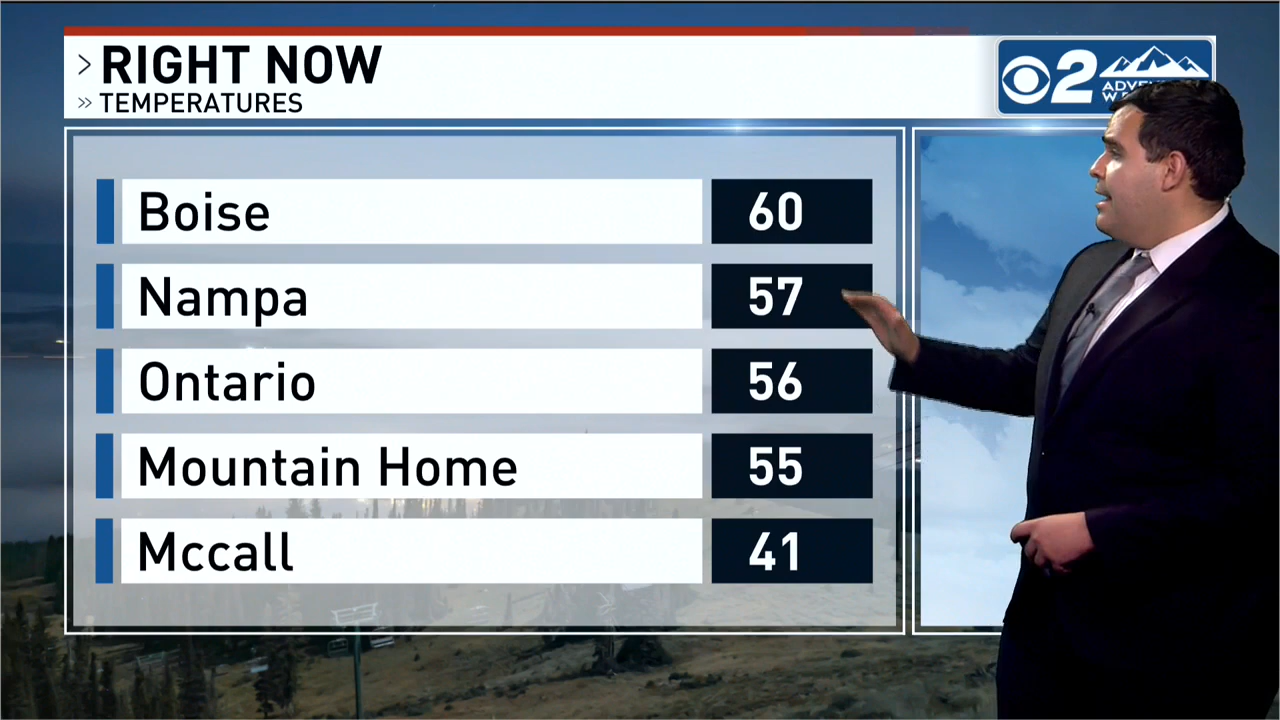 > RIGHT NOW
» TEMPERATURES
2
Boise 60
Nampa 57
Ontario 56
Mountain Home 55
Mccall 41